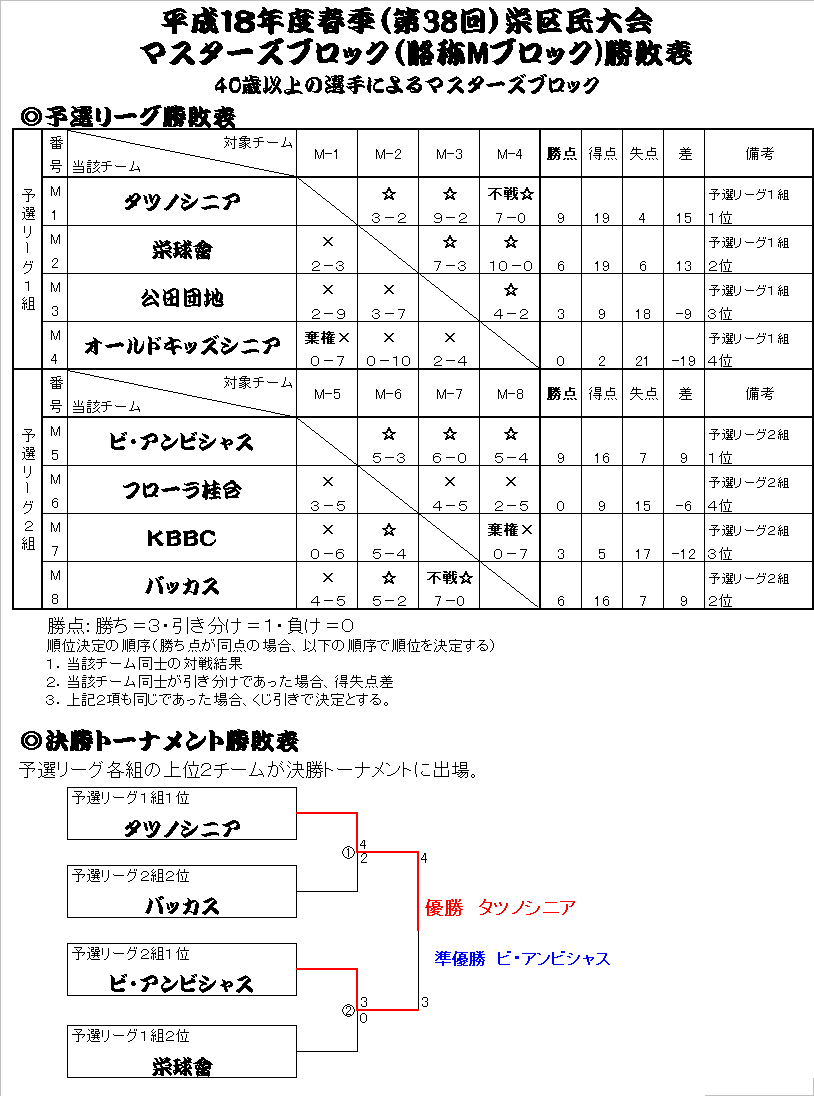 平成18年度春季(第38回)栄区民大会
マスターズブロック(略称Mブロック)勝敗表
40歳以上の選手によるマスターズブロック
◎予選リーグ勝敗表
番号 対象チーム 当該チーム M-1 M-2 M-3 M-4 勝点 得点 失点 差 備考
予選リーグ1組
M1 タツノシニア ☆3-2 ☆9-2 不戦☆7-0 9 19 4 15 予選リーグ1組1位
M2 栄球會 ×2-3 ☆7-3 ☆10-0 6 19 6 13 予選リーグ1組2位
M3 公田団地 ×2-9 ×3-7 ☆4-2 3 9 18 -9 予選リーグ1組3位
M4 オールドキッズシニア 棄権×0-7 ×0-10 ×2-4 0 2 21 -19 予選リーグ1組4位
番号 対象チーム 当該チーム M-5 M-6 M-7 M-8 勝点 得点 失点 差 備考
予選リーグ2組
M5 ビ・アンビシャス ☆5-3 ☆6-0 ☆5-4 9 16 7 9 予選リーグ2組1位
M6 フローラ桂台 ×3-5 ×4-5 ×2-5 0 9 15 -6 予選リーグ2組4位
M7 KBBC ×0-6 ☆5-4 棄権×0-7 3 5 17 -12 予選リーグ2組3位
M8 バッカス ×4-5 ☆5-2 不戦☆7-0 6 16 7 9 予選リーグ2組2位
勝点:勝ち=3・引き分け=1・負け=0
順位決定の順序(勝ち点が同点の場合、以下の順序で順位を決定する)
1. 当該チーム同士の対戦結果
2. 当該チーム同士が引き分けであった場合、得失点差
3. 上記2項も同じであった場合、くじ引きで決定とする。
◎決勝トーナメント勝敗表
予選リーグ各組の上位2チームが決勝トーナメントに出場。
予選リーグ1組1位
タツノシニア
① 4 2
4
予選リーグ2組2位
バッカス
優勝 タツノシニア
準優勝 ビ・アンビシャス
予選リーグ2組1位
ビ・アンビシャス
② 3 0
3
予選リーグ1組2位
栄球會